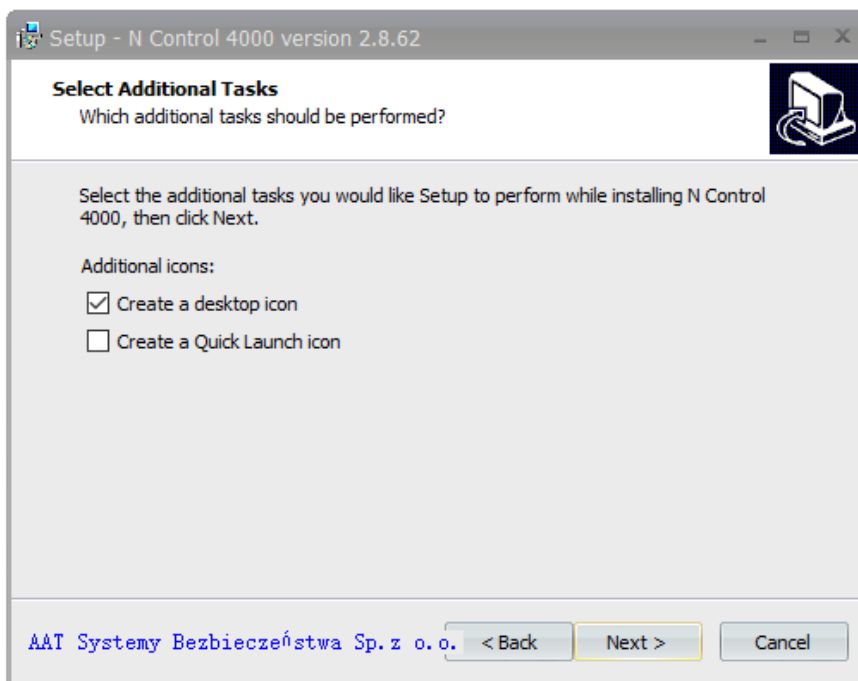 Setup - N Control 4000 version 2.8.62
Select Additional Tasks
Which additional tasks should be performed?
Select the additional tasks you would like Setup to perform while installing N Control
4000, then click Next.
Additional icons:
Create a desktop icon
Create a Quick Launch icon
AAT Systemy Bezbieczeństwa Sp.z o.o. < Back Next > Cancel